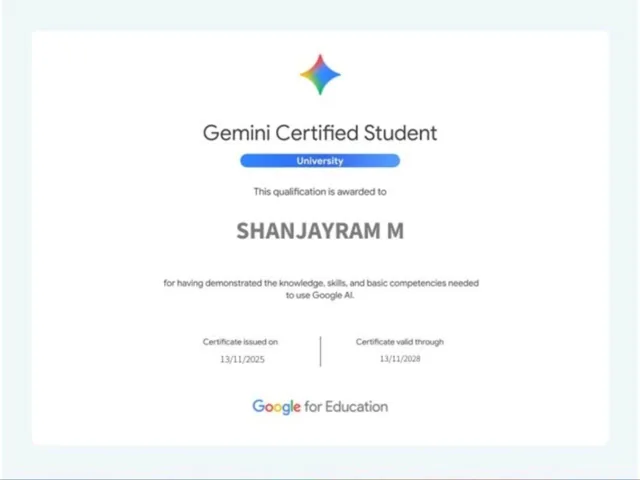 Gemini Certified Student
University
This qualification is awarded to
SHANJAYRAM M
for having demonstrated the knowledge, skills, and basic competencies needed
to use Google AI.
Certificate issued on
13/11/2025
Certificate valid through
13/11/2028
Google for Education